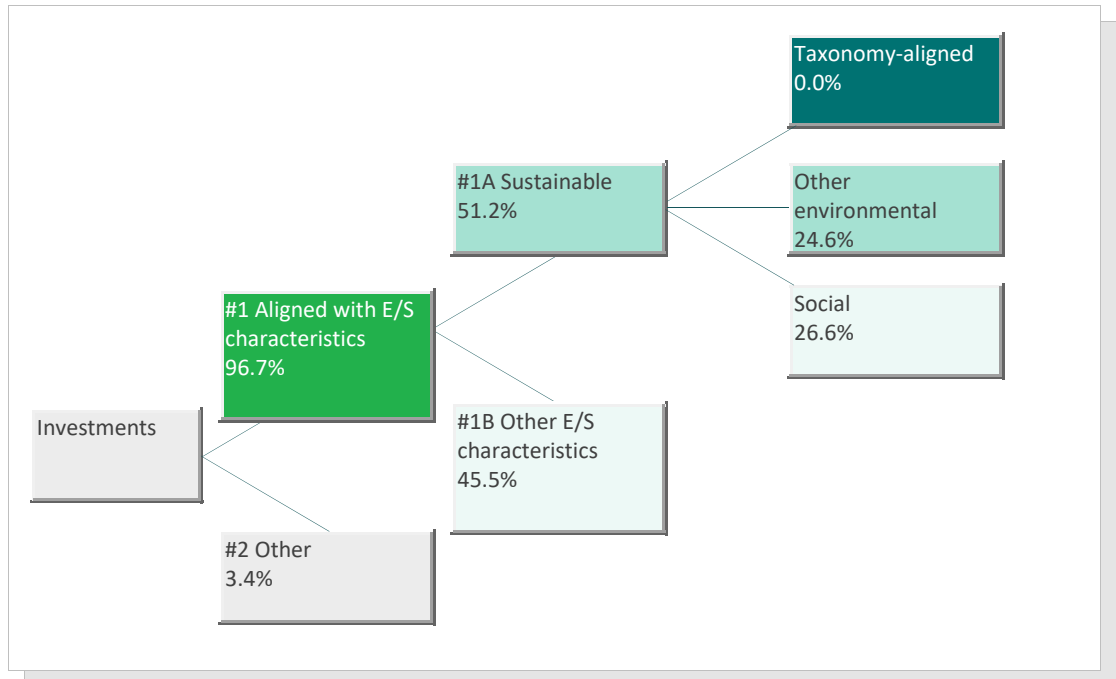 Taxonomy-aligned
0.0%
#1A Sustainable
51.2%
Other
environmental
24.6%
Social
26.6%
#1 Aligned with E/S
characteristics
96.7%
#1B Other E/S
characteristics
45.5%
Investments
#2 Other
3.4%